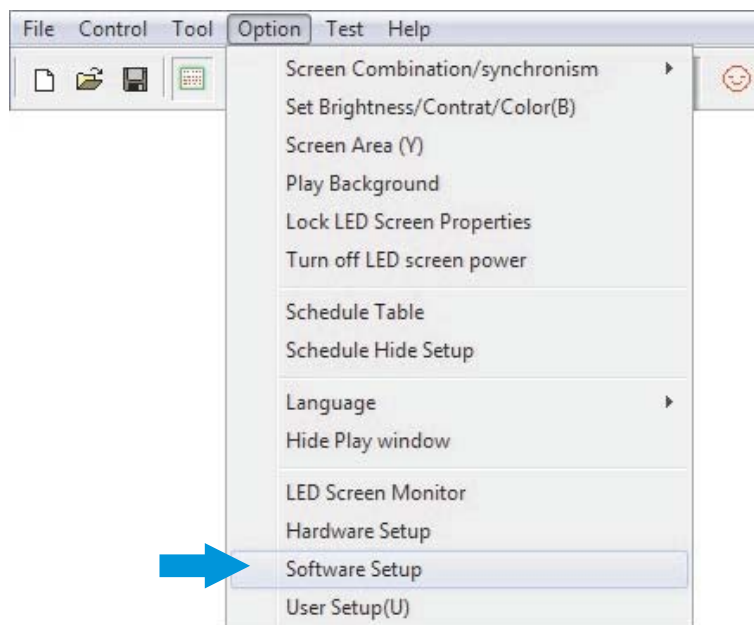 File Control Tool Option Test Help
Screen Combination/synchronism
Set Brightness/Contrat/Color(B)
Screen Area (Y)
Play Background
Lock LED Screen Properties
Turn off LED screen power
Schedule Table
Schedule Hide Setup
Language
Hide Play window
LED Screen Monitor
Hardware Setup
Software Setup
User Setup(U)